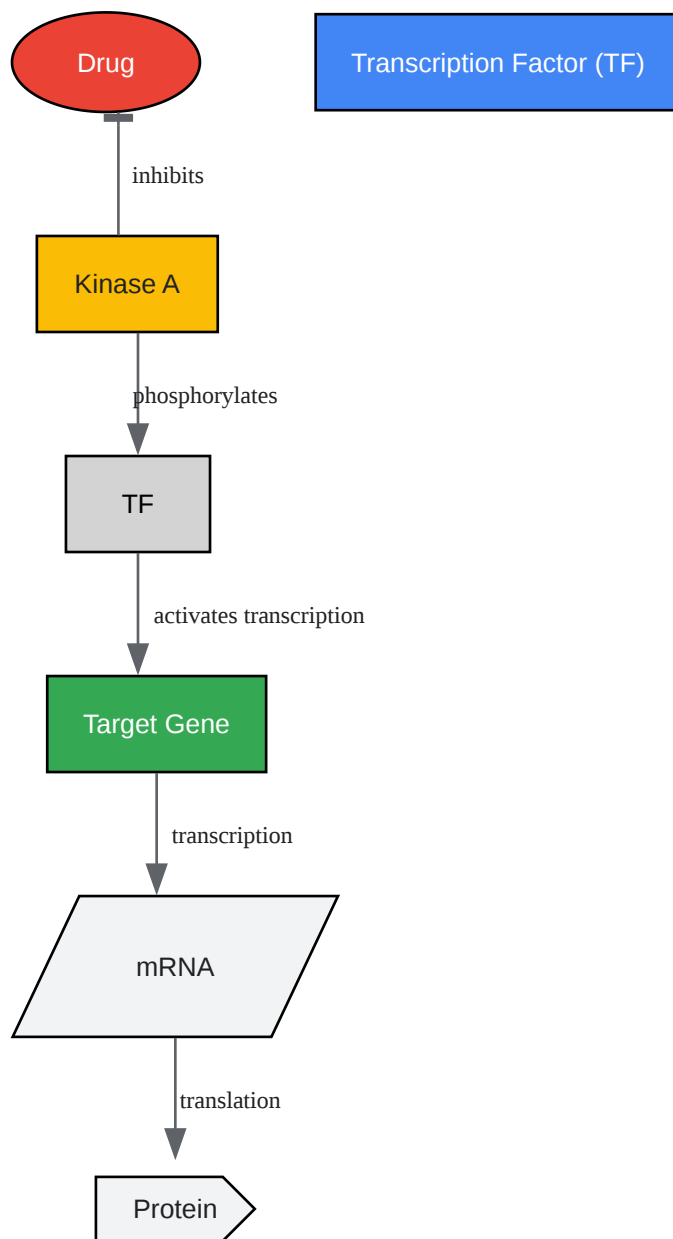 Drug
Transcription Factor (TF)
inhibits
Kinase A
phosphorylates
TF
activates transcription
Target Gene
transcription
mRNA
translation
Protein